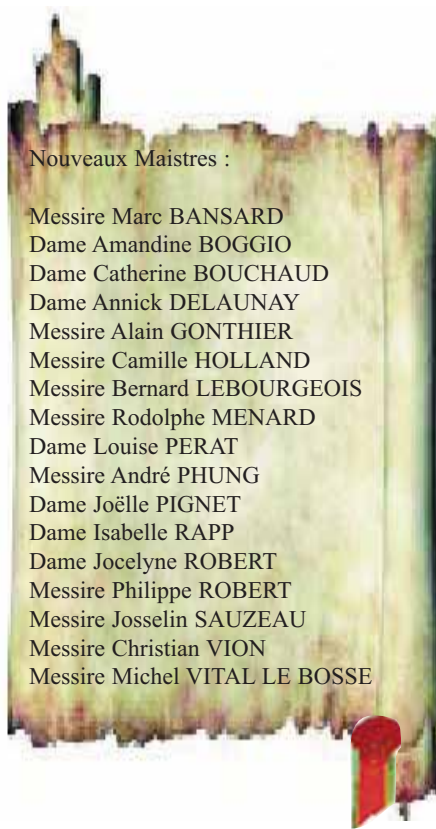 Nouveaux Maistres :
Messire Marc BANSARD
Dame Amandine BOGGIO
Dame Catherine BOUCHAUD
Dame Annick DELAUNAY
Messire Alain GONTHIER
Messire Camille HOLLAND
Messire Bernard LEBOURGEOIS
Messire Rodolphe MENARD
Dame Louise PERAT
Messire André PHUNG
Dame Joëlle PIGNET
Dame Isabelle RAPP
Dame Jocelyne ROBERT
Messire Philippe ROBERT
Messire Josselin SAUZEAU
Messire Christian VION
Messire Michel VITAL LE BOSSE